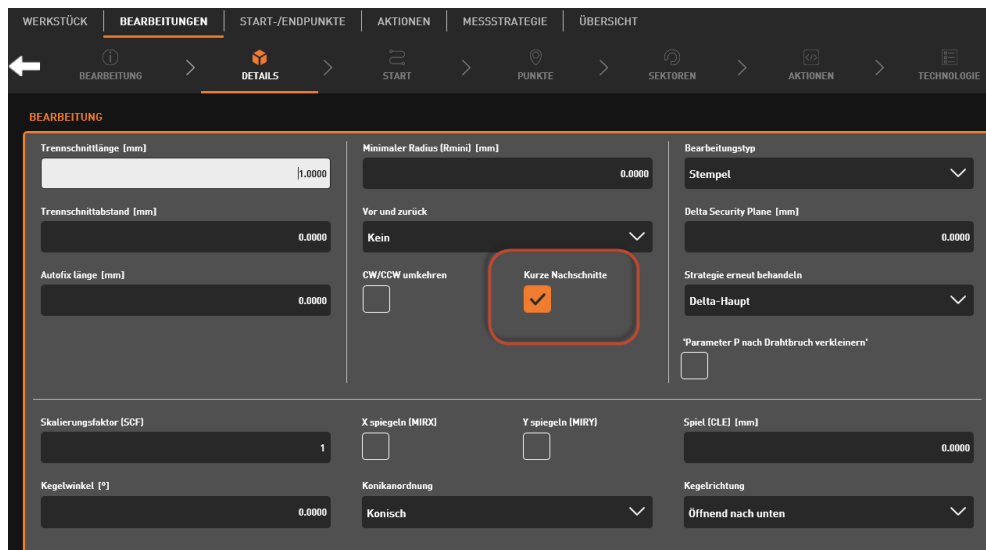 WERKSTÜCK BEARBEITUNGEN START-/ENDPUNKTE AKTIONEN MESSSTRATEGIE ÜBERSICHT
BEARBEITUNG DETAILS START PUNKTE SEKTOREN AKTIONEN TECHNOLOGIE
BEARBEITUNG
Trennschnittlänge [mm] Minimaler Radius (Rmini) [mm] Bearbeitungstyp
1.0000 0.0000 Stempel
Trennschnittabstand [mm] Vor und zurück Delta Security Plane [mm]
0.0000 Kein 0.0000
Autofix länge [mm] CW/CCW umkehren Kurze Nachschnitte Strategie erneut behandeln
0.0000 Delta-Haupt
'Parameter P nach Drahtbruch verkleinern'
Skalierungsfaktor (SCF) X spiegeln (MIRX) Y spiegeln (MIRY) Spiel (CLE) [mm]
1 0.0000
Kegelwinkel [º] Konikanordnung Kegelrichtung
0.0000 Konisch Öffnend nach unten